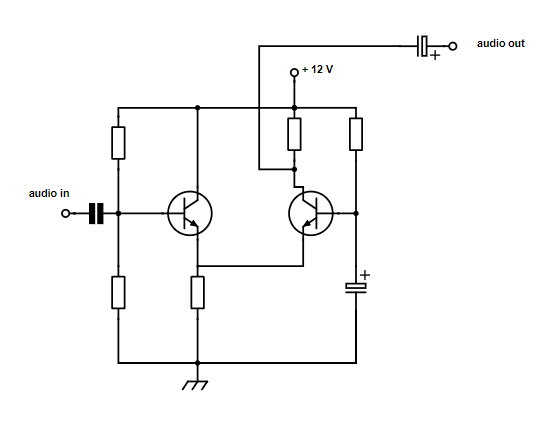 audio out
+ 12 V
audio in
+
+